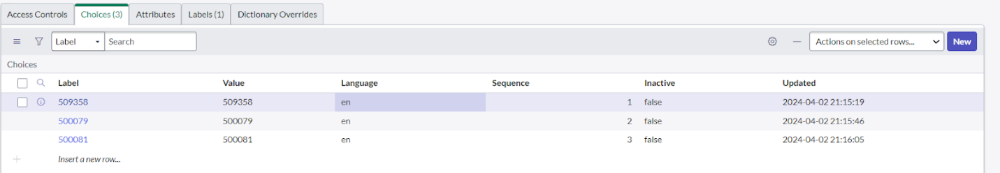 Access Controls Choices (3) Attributes Labels (1) Dictionary Overrides
Label Search Actions on selected rows... New
Choices
Label Value Language Sequence Inactive Updated
509358 509358 en 1 false 2024-04-02 21:15:19
500079 500079 en 2 false 2024-04-02 21:15:46
500081 500081 en 3 false 2024-04-02 21:16:05
Insert a new row...